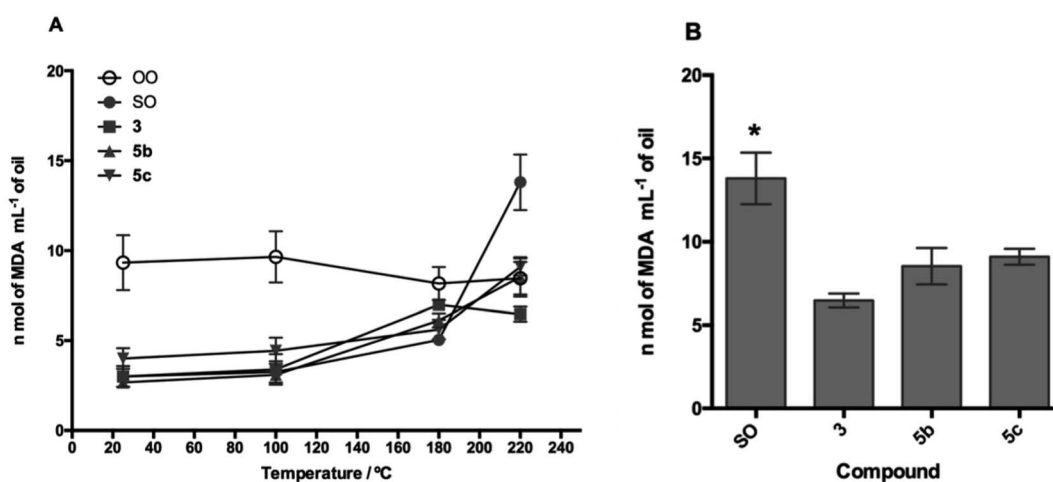 A
OO
SO
3
5b
5c
n mol of MDA mL⁻¹ of oil
20
15
10
5
0
0 20 40 60 80 100 120 140 160 180 200 220 240
Temperature / ºC
B
n mol of MDA mL⁻¹ of oil
20
15
10
5
0
*
SO 3 5b 5c
Compound